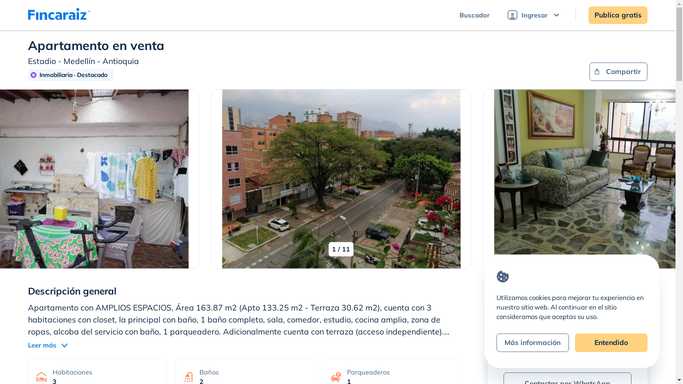 Fincaraiz
Buscador
Ingresar
Publica gratis
Apartamento en venta
Estadio - Medellín - Antioquia
Inmobiliaria · Destacado
Compartir
1 / 11
Descripción general
Apartamento con AMPLIOS ESPACIOS, Área 163.87 m2 (Apto 133.25 m2 - Terraza 30.62 m2), cuenta con 3
habitaciones con closet, la principal con baño, 1 baño completo, sala, comedor, estudio, cocina amplia, zona de
ropas, alcoba del servicio con baño, 1 parqueadero. Adicionalmente cuenta con terraza (acceso independiente)....
Leer más
Habitaciones
3
Baños
2
Parqueaderos
1
Utilizamos cookies para mejorar tu experiencia en
nuestro sitio web. Al continuar en el sitio
consideramos que aceptas su uso.
Más información
Entendido
Contactar por WhatsApp